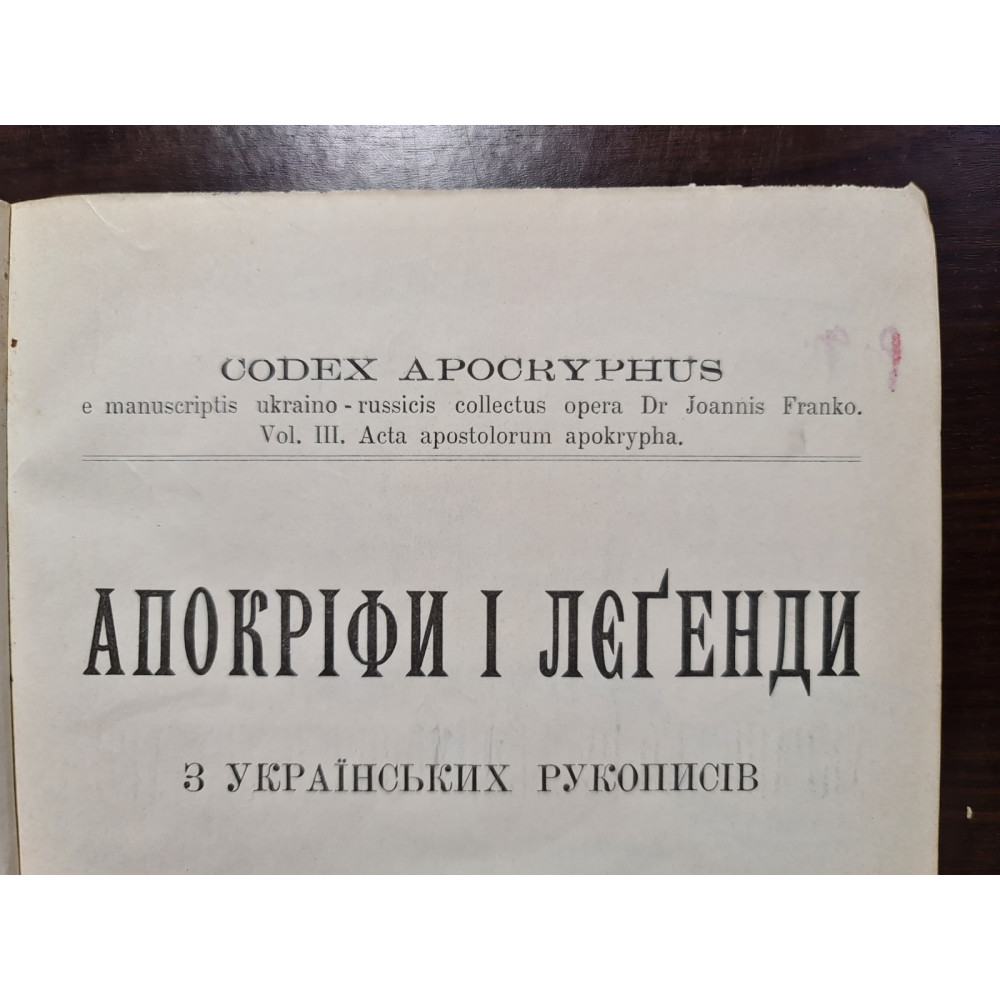 CODEX APOCRYPHUS
e manuscriptis ukraino-russicis collectus opera Dr Joannis Franko.
Vol. III. Acta apostolorum apokrypha.
АПОКРІФИ І ЛЄҐЕНДИ
З УКРАЇНСЬКИХ РУКОПИСІВ